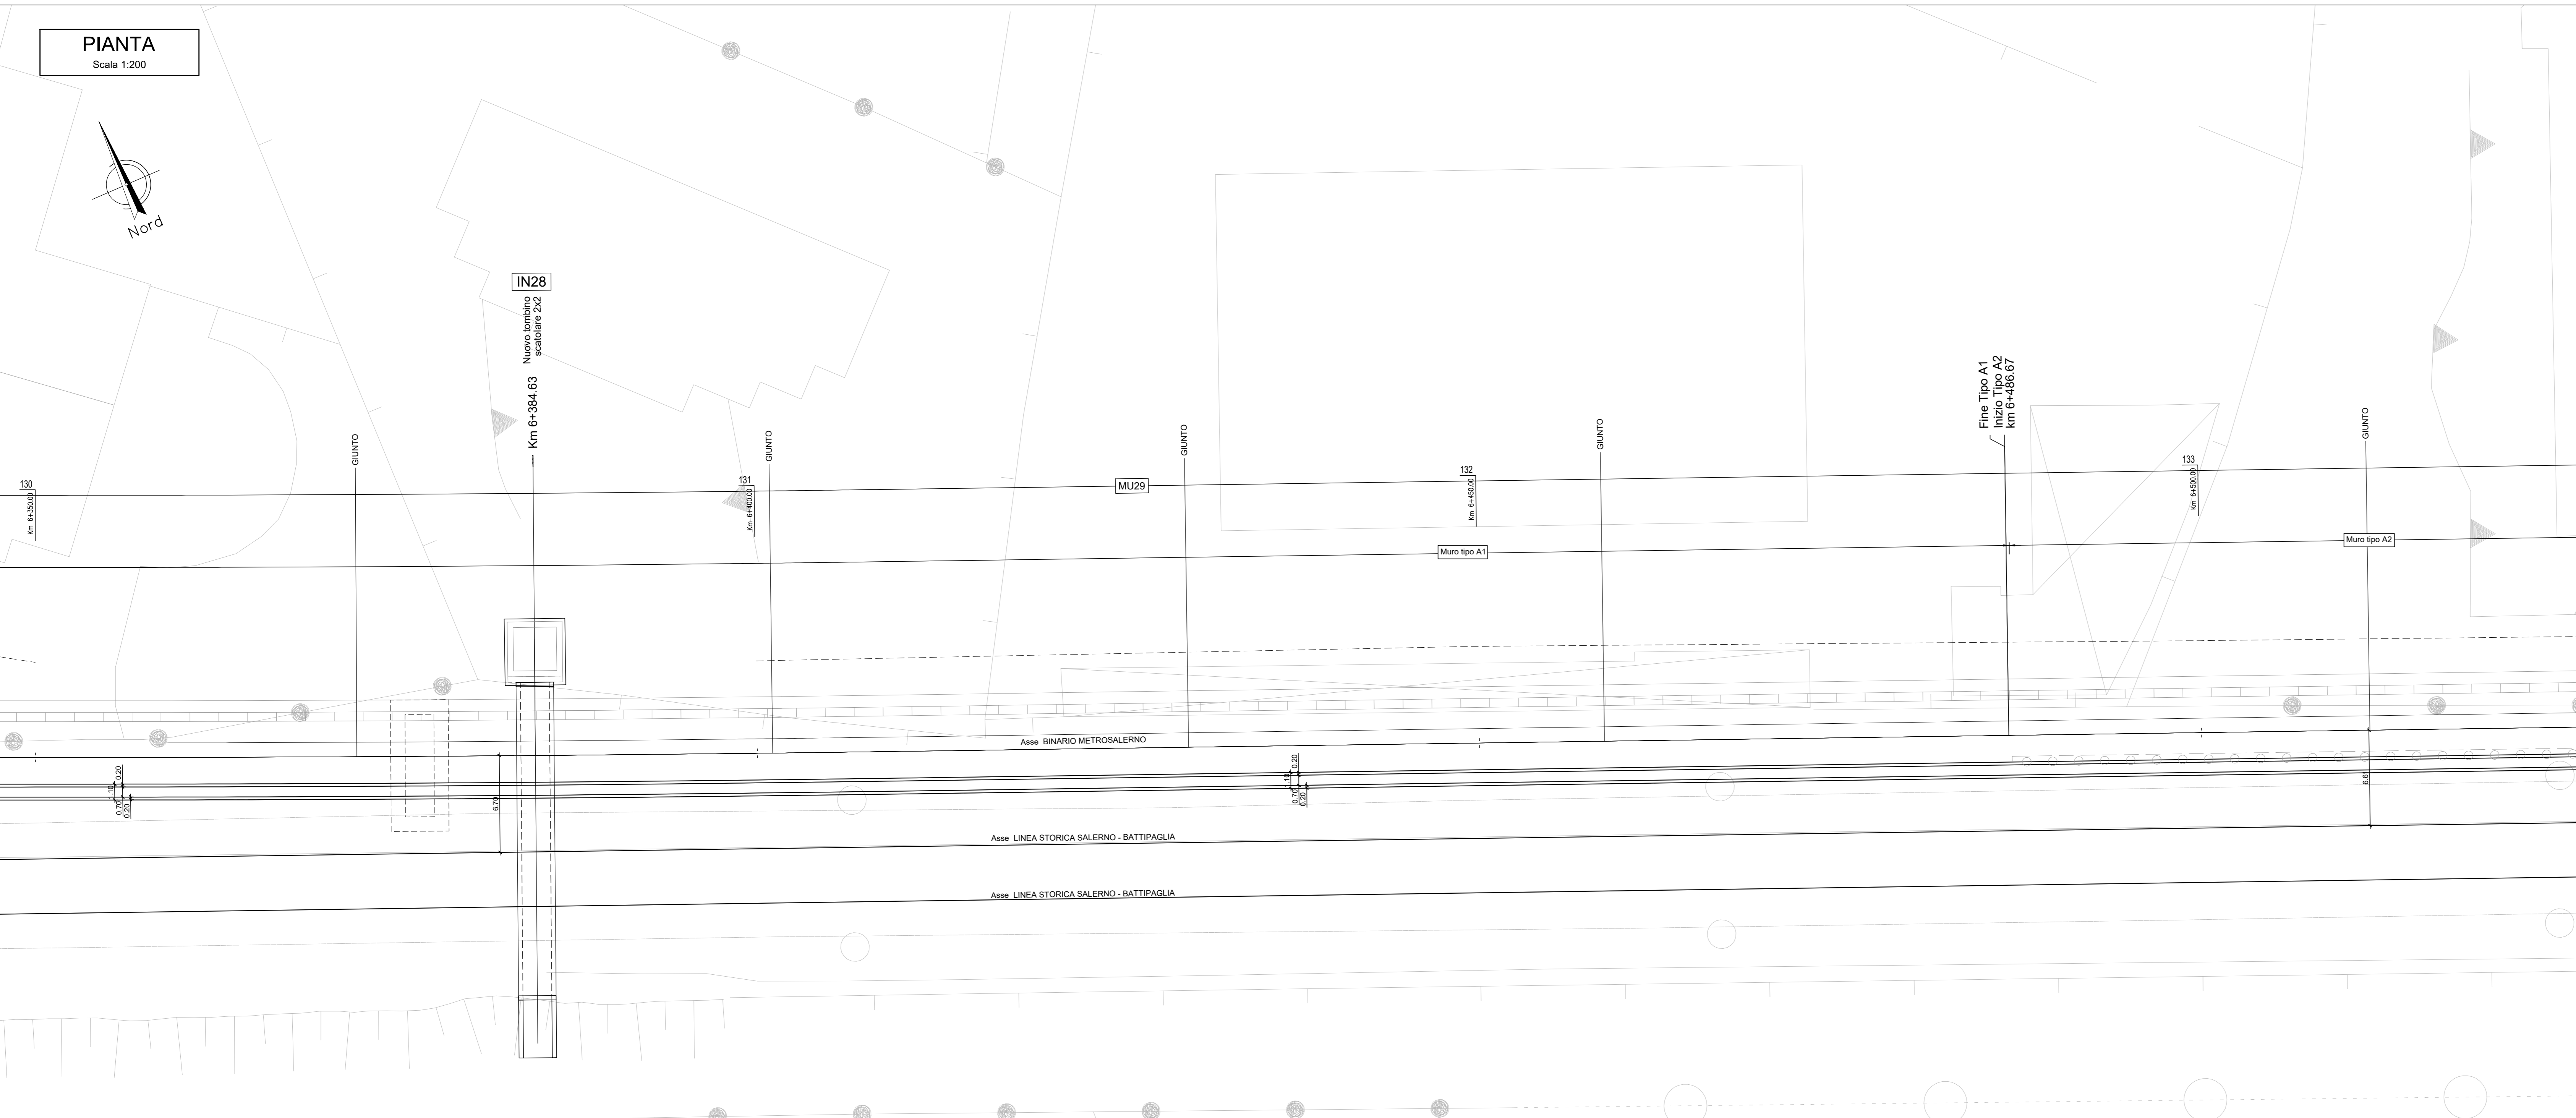 PIANTA
Scala 1:200
Nord
IN28
Nuovo tombino
scatolare 2x2
Km 6+384.63
GIUNTO
GIUNTO
GIUNTO
GIUNTO
GIUNTO
Fine Tipo A1
Inizio Tipo A2
km 6+486.67
130
Km 6+350.00
131
Km 6+400.00
MU29
132
Km 6+450.00
133
Km 6+500.00
Muro tipo A1
Muro tipo A2
Asse BINARIO METROSALERNO
0.20
1.10
0.70
0.20
6.70
0.20
1.10
0.70
0.20
Asse LINEA STORICA SALERNO - BATTIPAGLIA
Asse LINEA STORICA SALERNO - BATTIPAGLIA